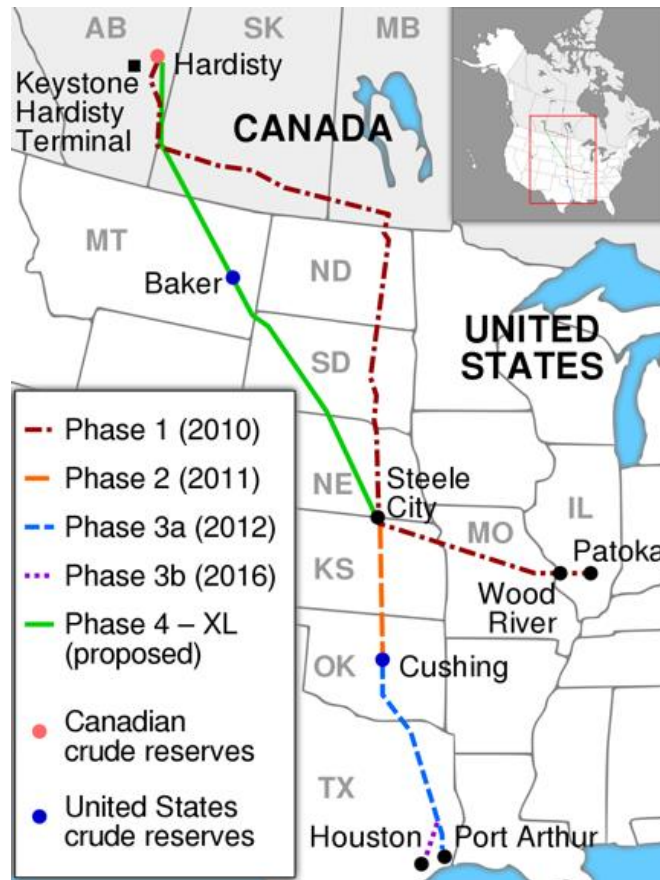 AB
SK
MB
Hardisty
Keystone
Hardisty
Terminal
CANADA
MT
ND
Baker
UNITED
STATES
SD
Phase 1 (2010)
Phase 2 (2011)
Phase 3a (2012)
Phase 3b (2016)
Phase 4 – XL
(proposed)
Canadian
crude reserves
United States
crude reserves
NE
Steele
City
MO
IL
Patoka
KS
Wood
River
OK
Cushing
TX
Houston
Port Arthur